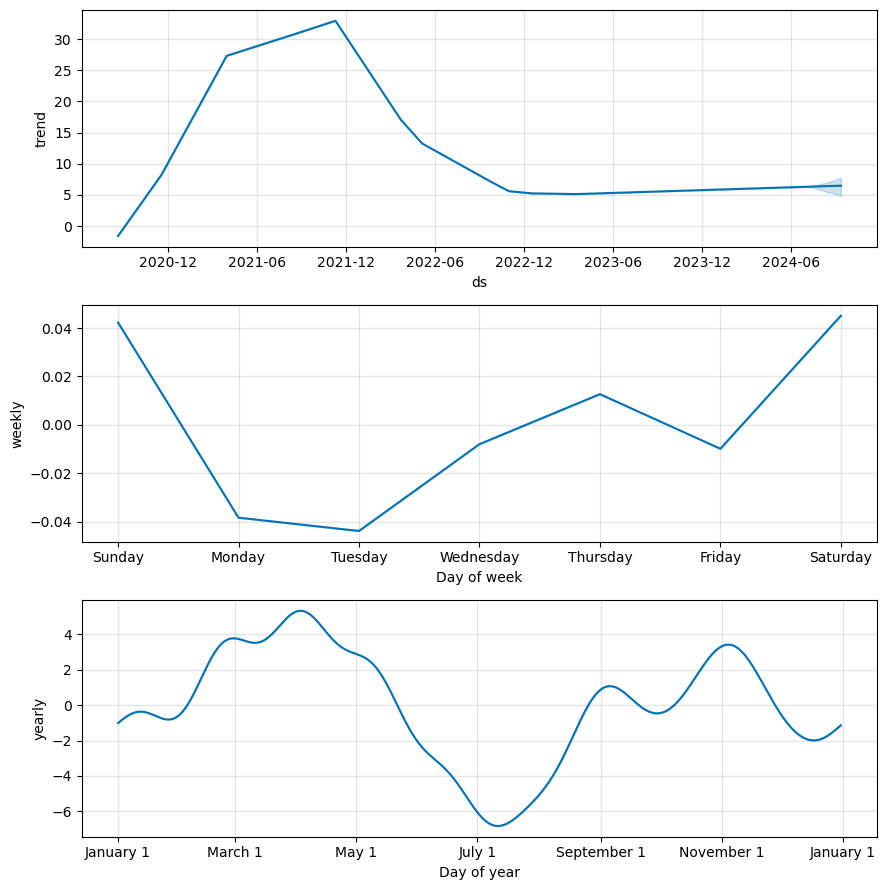 trend
30
25
20
15
10
5
0
2020-12 2021-06 2021-12 2022-06 2022-12 2023-06 2023-12 2024-06
ds
weekly
0.04
0.02
0.00
−0.02
−0.04
Sunday Monday Tuesday Wednesday Thursday Friday Saturday
Day of week
yearly
4
2
0
−2
−4
−6
January 1 March 1 May 1 July 1 September 1 November 1 January 1
Day of year